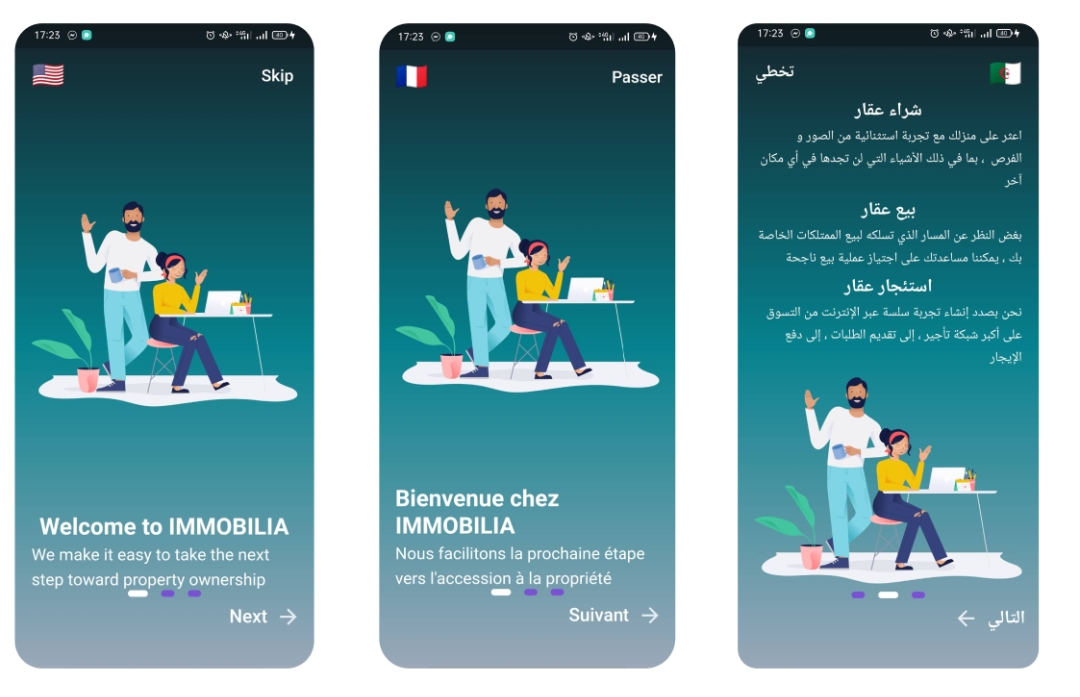 17:23
Skip
Welcome to IMMOBILIA
We make it easy to take the next
step toward property ownership
Next
17:23
Passer
Bienvenue chez
IMMOBILIA
Nous facilitons la prochaine étape
vers l'accession à la propriété
Suivant
17:23
تخطي
شراء عقار
اعثر على منزلك مع تجربة استثنائية من الصور و
الفرص ، بما في ذلك الأشياء التي لن تجدها في أي مكان
آخر
بيع عقار
بغض النظر عن المسار الذي تسلكه لبيع الممتلكات الخاصة
بك ، يمكننا مساعدتك على اجتياز عملية بيع ناجحة
استئجار عقار
نحن بصدد إنشاء تجربة سلسة عبر الإنترنت من التسوق
على أكبر شبكة تأجير ، إلى تقديم الطلبات ، إلى دفع
الإيجار
التالي